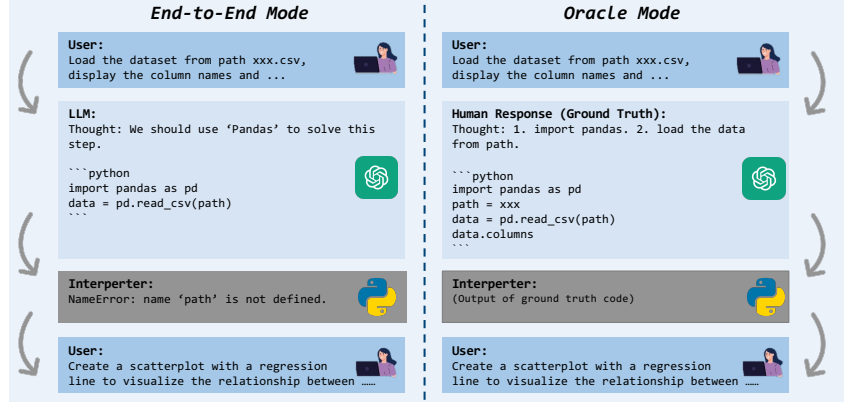 End-to-End Mode
User:
Load the dataset from path xxx.csv,
display the column names and ...
LLM:
Thought: We should use ‘Pandas’ to solve this
step.
```python
import pandas as pd
data = pd.read_csv(path)
```
Interperter:
NameError: name ‘path’ is not defined.
User:
Create a scatterplot with a regression
line to visualize the relationship between ……
Oracle Mode
User:
Load the dataset from path xxx.csv,
display the column names and ...
Human Response (Ground Truth):
Thought: 1. import pandas. 2. load the data
from path.
```python
import pandas as pd
path = xxx
data = pd.read_csv(path)
data.columns
```
Interperter:
(Output of ground truth code)
User:
Create a scatterplot with a regression
line to visualize the relationship between ……